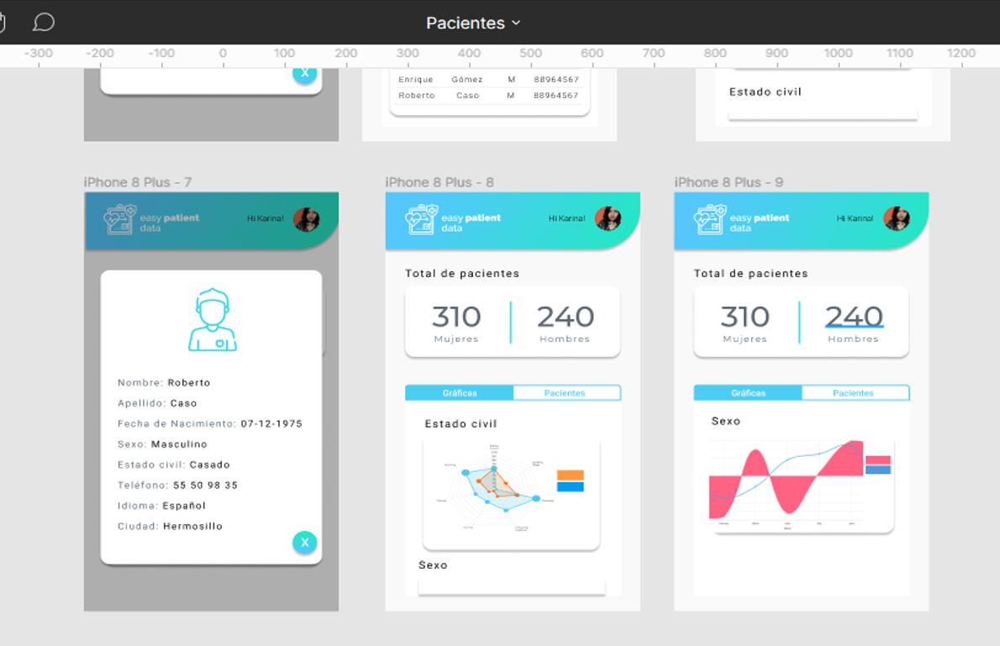 Pacientes
-300 -200 -100 0 100 200 300 400 500 600 700 800 900 1000 1100 1200
X
Enrique Gómez M 88964567
Roberto Caso M 88964567
Estado civil
iPhone 8 Plus - 7
easy patient
data
Hi Karina!
Nombre: Roberto
Apellido: Caso
Fecha de Nacimiento: 07-12-1975
Sexo: Masculino
Estado civil: Casado
Teléfono: 55 50 98 35
Idioma: Español
Ciudad: Hermosillo
X
iPhone 8 Plus - 8
easy patient
data
Hi Karina!
Total de pacientes
310 240
Mujeres Hombres
Gráficas Pacientes
Estado civil
Sexo
iPhone 8 Plus - 9
easy patient
data
Hi Karina!
Total de pacientes
310 240
Mujeres Hombres
Gráficas Pacientes
Sexo